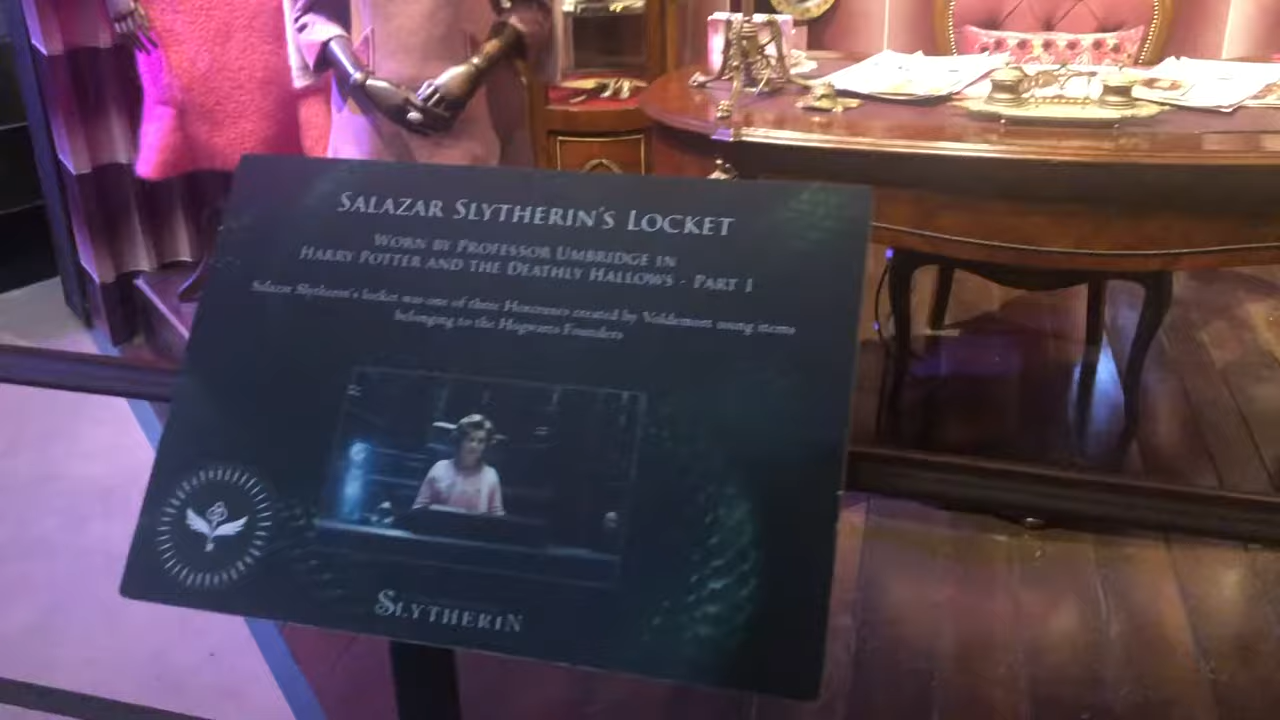 SALAZAR SLYTHERIN'S LOCKET
WORN BY PROFESSOR UMBRIDGE IN
HARRY POTTER AND THE DEATHLY HALLOWS - PART 1
Salazar Slytherin's locket was one of three Horcruxes created by Voldemort using items
belonging to the Hogwarts Founders
SLYTHERIN